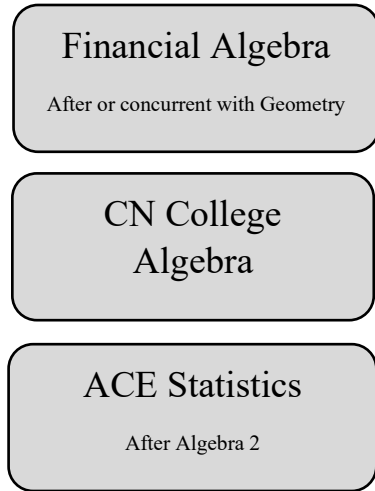 Financial Algebra
After or concurrent with Geometry
CN College
Algebra
ACE Statistics
After Algebra 2